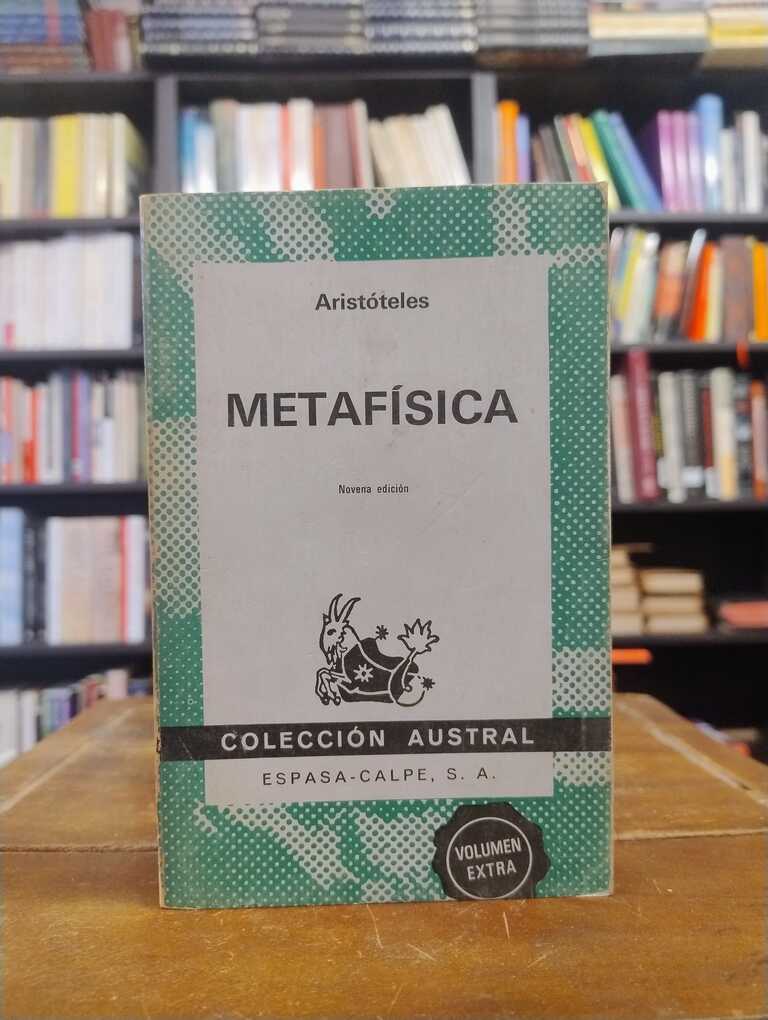 Aristóteles
METAFÍSICA
Novena edición
COLECCIÓN AUSTRAL
ESPASA-CALPE, S. A.
VOLUMEN
EXTRA